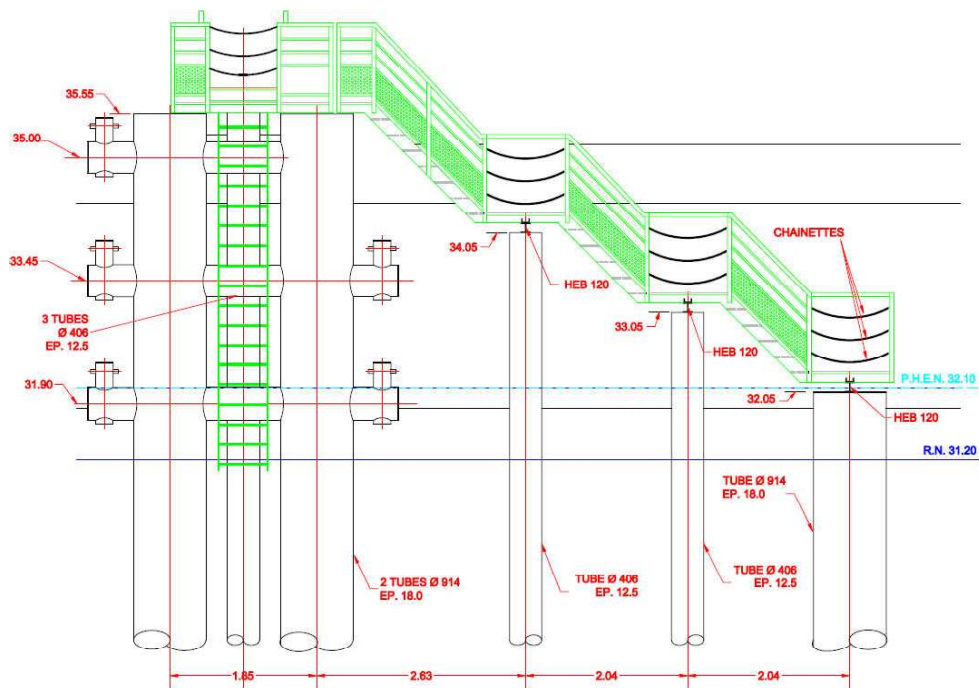 35.55
35.00
33.45
3 TUBES
Ø 406
EP. 12.5
31.90
34.05
HEB 120
33.05
HEB 120
CHAINETTES
P.H.E.N. 32.10
32.05
HEB 120
R.N. 31.20
TUBE Ø 914
EP. 18.0
2 TUBES Ø 914
EP. 18.0
TUBE Ø 406
EP. 12.5
TUBE Ø 406
EP. 12.5
1.85
2.63
2.04
2.04